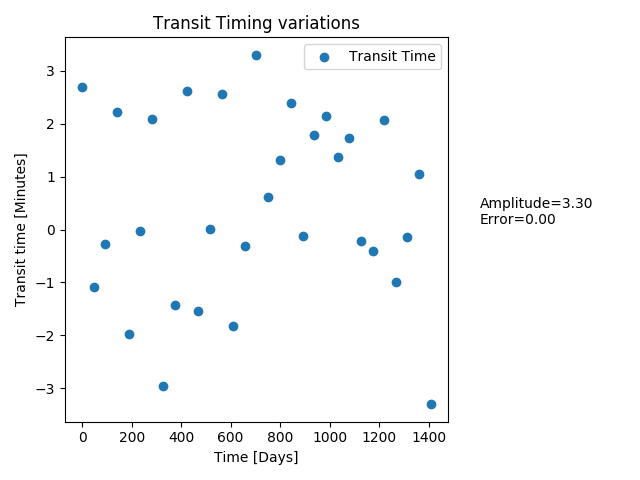 Transit Timing variations
Transit Time
3
2
1
0
−1
−2
−3
Transit time [Minutes]
0 200 400 600 800 1000 1200 1400
Time [Days]
Amplitude=3.30
Error=0.00